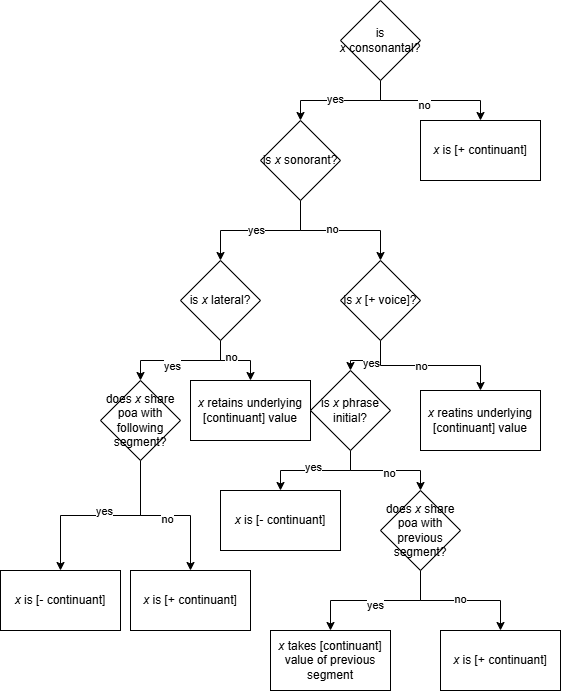 is
x consonantal?
yes
no
is x sonorant?
x is [+ continuant]
yes
no
is x lateral?
is x [+ voice]?
yes
no
yes
no
does x share
poa with
following
segment?
x retains underlying
[continuant] value
is x phrase
initial?
x reatins underlying
[continuant] value
yes
no
yes
no
x is [- continuant]
does x share
poa with
previous
segment?
x is [- continuant]
x is [+ continuant]
yes
no
x takes [continuant]
value of previous
segment
x is [+ continuant]